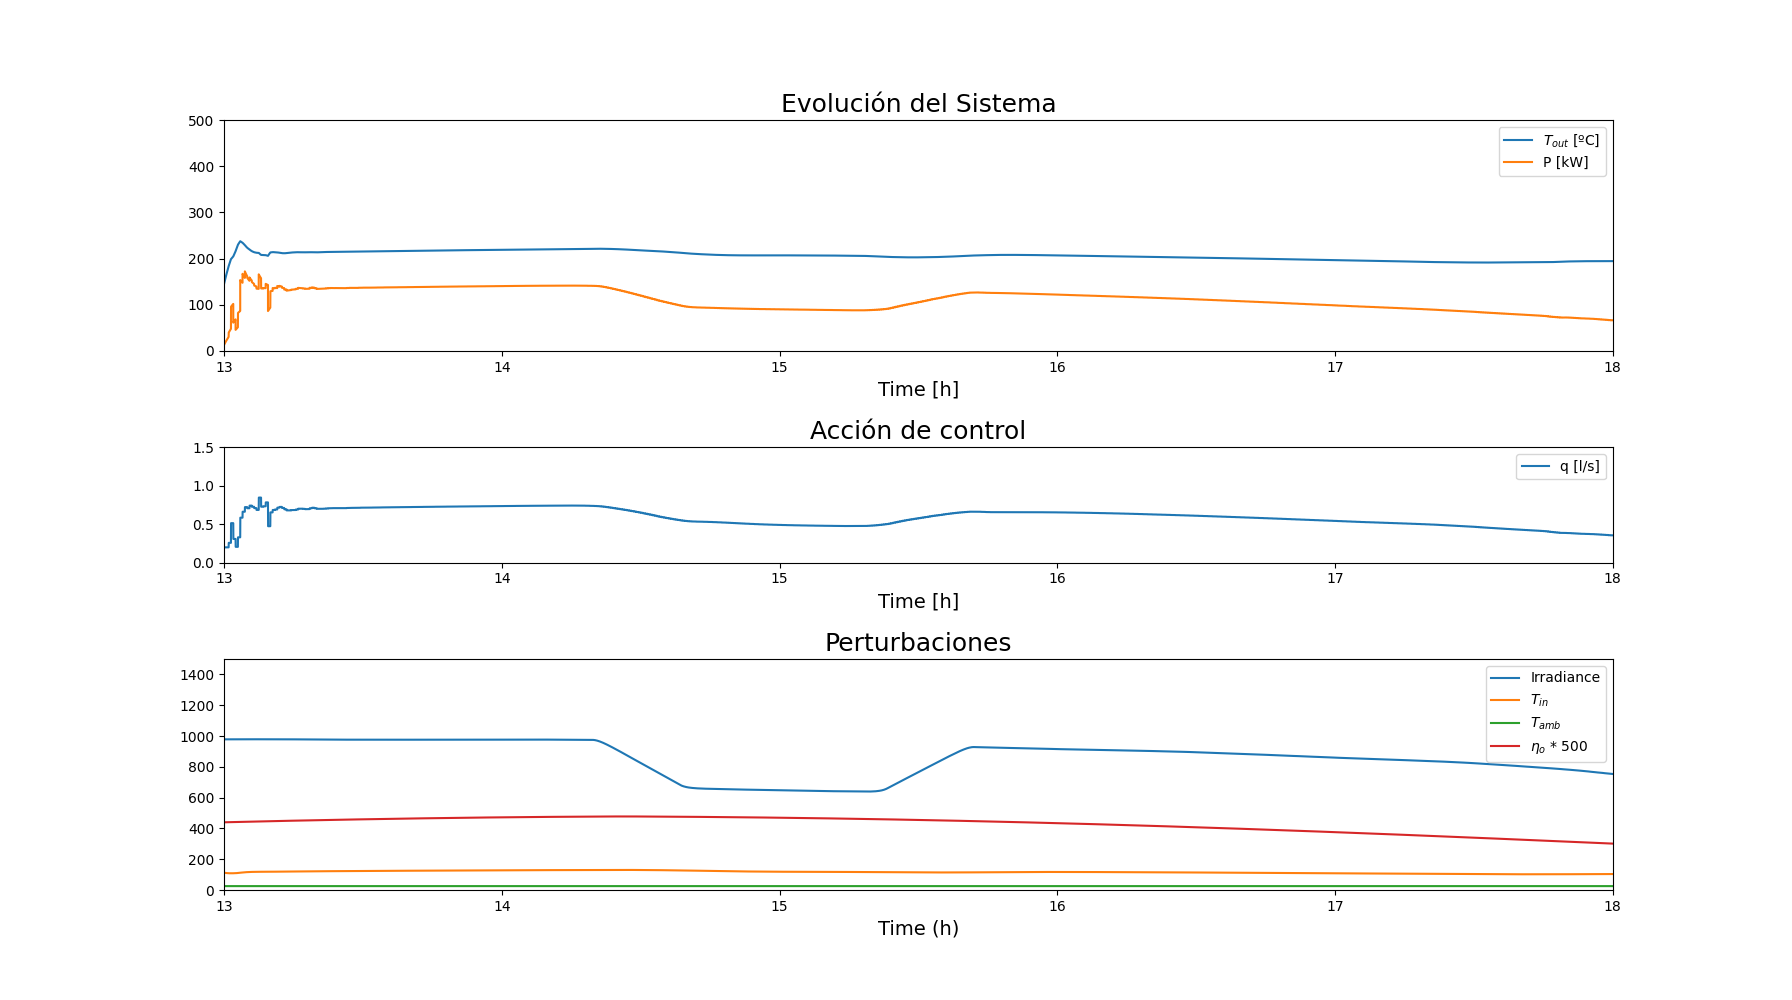 Evolución del Sistema
500
400
300
200
100
0
T_out [ºC]
P [kW]
13 14 15 16 17 18
Time [h]
Acción de control
1.5
1.0
0.5
0.0
q [l/s]
13 14 15 16 17 18
Time [h]
Perturbaciones
1400
1200
1000
800
600
400
200
0
Irradiance
T_in
T_amb
η_o * 500
13 14 15 16 17 18
Time (h)